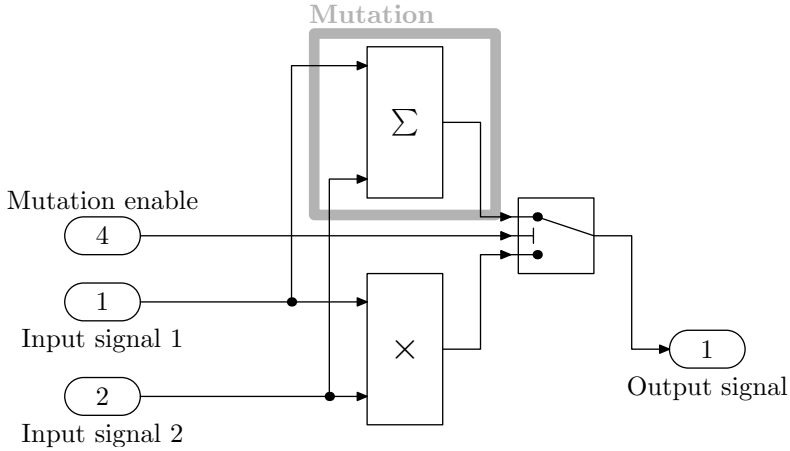 Mutation
Σ
Mutation enable
4
1
Input signal 1
×
1
Output signal
2
Input signal 2